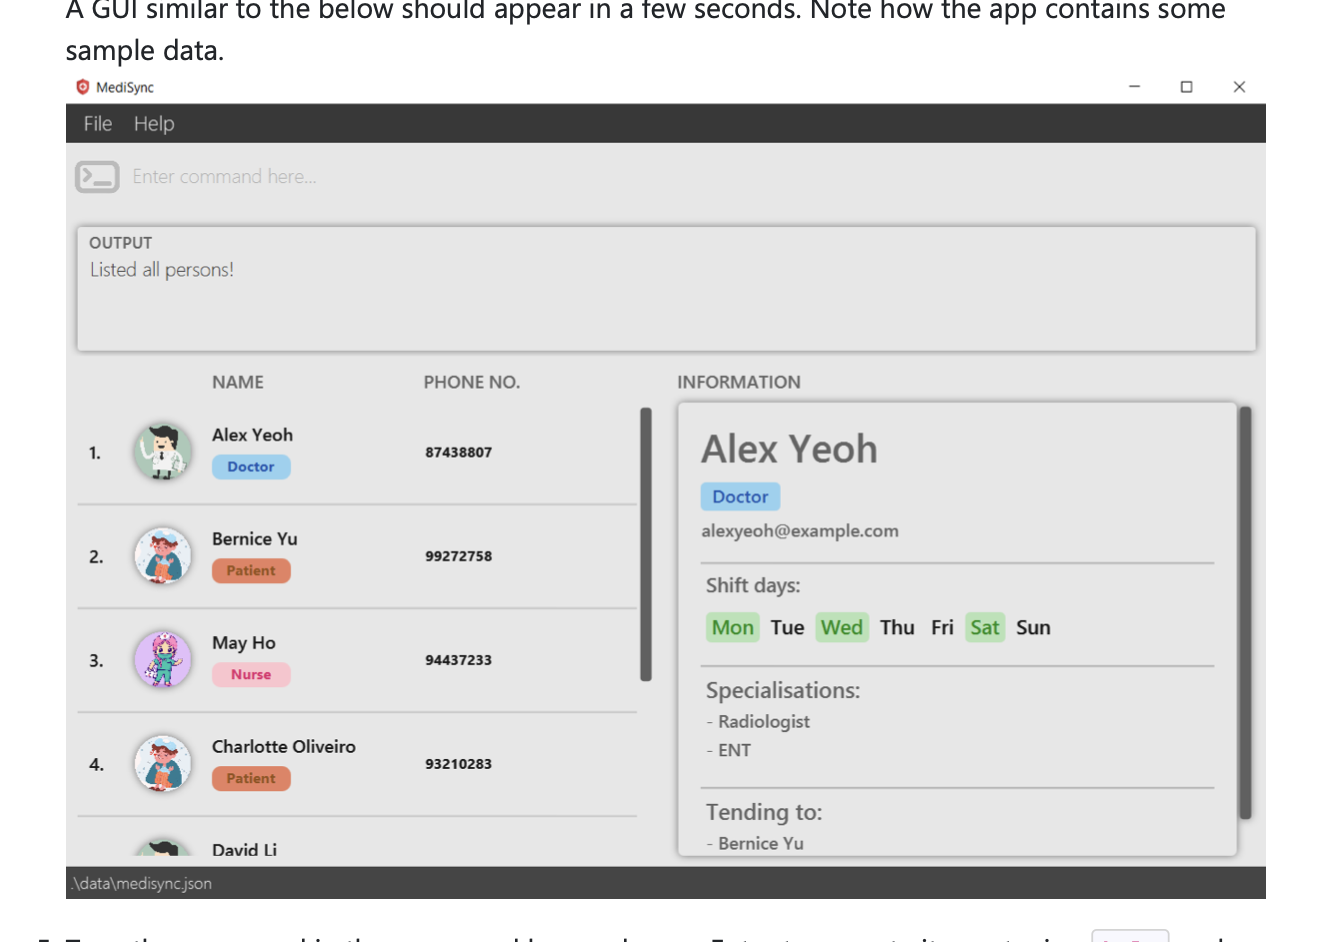 A GUI similar to the below should appear in a few seconds. Note how the app contains some
sample data.
MediSync
File Help
Enter command here...
OUTPUT
Listed all persons!
NAME PHONE NO.
1. Alex Yeoh 87438807
Doctor
2. Bernice Yu 99272758
Patient
3. May Ho 94437233
Nurse
4. Charlotte Oliveiro 93210283
Patient
David Li
INFORMATION
Alex Yeoh
Doctor
alexyeoh@example.com
Shift days:
Mon Tue Wed Thu Fri Sat Sun
Specialisations:
- Radiologist
- ENT
Tending to:
- Bernice Yu
.\data\medisync.json